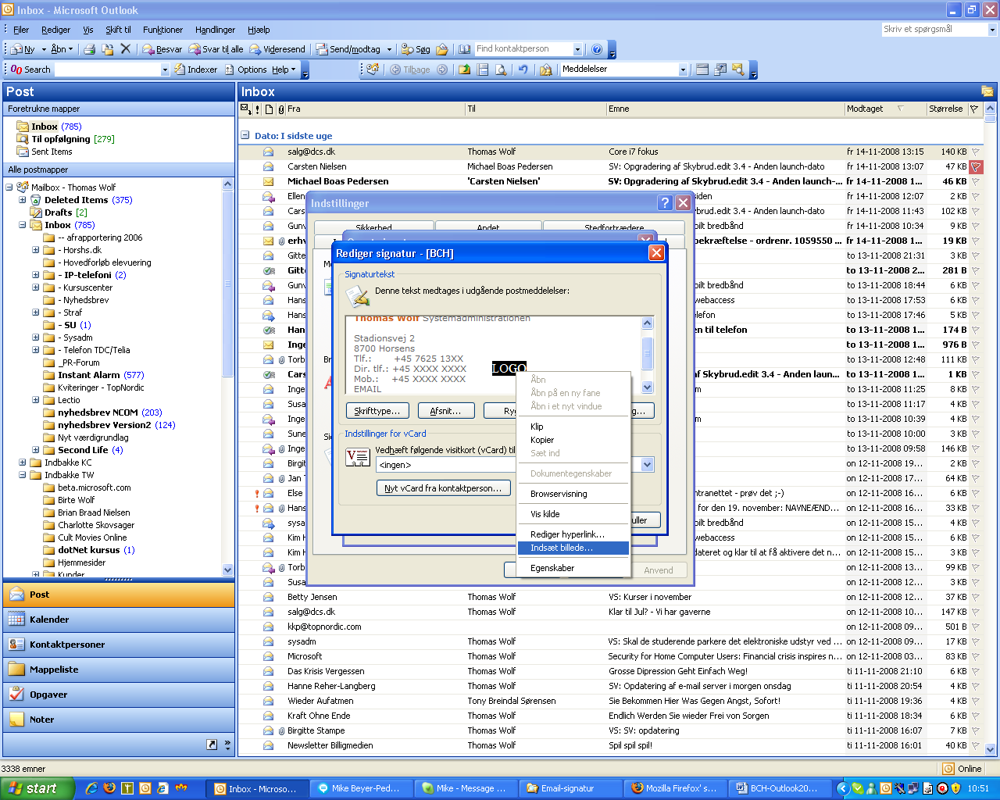 Inbox - Microsoft Outlook
Filer Rediger Vis Skift til Funktioner Handlinger Hjælp
Skriv et spørgsmål
Ny Åbn Besvar Svar til alle Videresend Send/modtag Søg Find kontaktperson
Search Indexer Options Help Tilbage Meddelelser
Post
Foretrukne mapper
Inbox (785)
Til opfølgning [279]
Sent Items
Alle postmapper
Mailbox - Thomas Wolf
Deleted Items (375)
Drafts [2]
Inbox (785)
-- afrapportering 2006
- Horshs.dk
- Hovedforløb elevuering
- IP-telefoni (2)
- Kursuscenter
- Nyhedsbrev
- Straf
- SU (1)
- Sysadm
- Telefon TDC/Telia
_PR-Forum
Instant Alarm (577)
Kviteringer - TopNordic
Lectio
nyhedsbrev NCOM (203)
nyhedsbrev Version2 (124)
Nyt værdigrundlag
Second Life (4)
Indbakke KC
Indbakke TW
beta.microsoft.com
Birte Wolf
Brian Braad Nielsen
Charlotte Skovsager
Cult Movies Online
dotNet kursus (1)
Hjemmesider
Kunder
Post
Kalender
Kontaktpersoner
Mappeliste
Opgaver
Noter
Inbox
Fra Til Emne Modtaget Størrelse
Dato: I sidste uge
salg@dcs.dk Thomas Wolf Core i7 fokus fr 14-11-2008 13:15 140 KB
Carsten Nielsen Michael Boas Pedersen SV: Opgradering af Skybrud.edit 3.4 - Anden launch-dato fr 14-11-2008 13:07 47 KB
Michael Boas Pedersen 'Carsten Nielsen' SV: Opgradering af Skybrud.edit 3.4 - Anden launch-... fr 14-11-2008 1... 46 KB
Ellen siden fr 14-11-2008 12:07 2 KB
Cars af Skybrud.edit 3.4 - Anden launch-dato fr 14-11-2008 11:43 102 KB
Gunv bilt bredbånd fr 14-11-2008 10:34 9 KB
erhv bekræftelse - ordrenr. 1059550 ... fr 14-11-2008 1... 19 KB
Gitte to 13-11-2008 21:31 3 KB
Gitt to 13-11-2008 2... 281 B
Gunv bilt bredbånd to 13-11-2008 18:44 6 KB
Hans webaccess to 13-11-2008 17:53 6 KB
Hans elefon to 13-11-2008 17:46 5 KB
Han en til telefon to 13-11-2008 1... 174 B
Inge to 13-11-2008 1... 976 B
Torb to 13-11-2008 12:48 111 KB
Cars af Skybrud.edit 3.4 - Anden laun... to 13-11-2008 1... 1 KB
Inge m to 13-11-2008 11:25 8 KB
Susa to 13-11-2008 10:41 3 KB
Inge m to 13-11-2008 10:39 4 KB
Sune to 13-11-2008 10:00 3 KB
Inge to 13-11-2008 09:58 146 KB
Birgit on 12-11-2008 19... 2 KB
Jan T on 12-11-2008 17... 64 KB
Else ntranettet - prøv det ;-) on 12-11-2008 16... 6 KB
Hans for den 19. november: NAVNEÆND... on 12-11-2008 16... 33 KB
sysa bilt bredbånd on 12-11-2008 16... 4 KB
Kim H on 12-11-2008 16... 5 KB
Kim H dateret og klar til at få aktivere det n... on 12-11-2008 15... 5 KB
Torb on 12-11-2008 13... 99 KB
Susa on 12-11-2008 12... 3 KB
Betty Jensen Thomas Wolf VS: Kurser i november on 12-11-2008 12... 37 KB
salg@dcs.dk Thomas Wolf Klar til Jul? - Vi har gaverne on 12-11-2008 10... 147 KB
kkp@topnordic.com on 12-11-2008 09... 501 B
sysadm Thomas Wolf VS: Skal de studerende parkere det elektroniske udstyr ved ... on 12-11-2008 09... 17 KB
Microsoft Thomas Wolf Security for Home Computer Users: Financial crisis inspires n... on 12-11-2008 03... 83 KB
Das Krisis Vergessen Thomas Wolf Grosse Dipression Geht Einfach Weg! ti 11-11-2008 21:10 6 KB
Hanne Reher-Langberg Thomas Wolf SV: Opdatering af e-mail server i morgen onsdag ti 11-11-2008 20:54 4 KB
Wieder Aufatmen Tony Breindal Sørensen Sie Bekommen Hier Was Gegen Angst, Sofort! ti 11-11-2008 19:36 4 KB
Kraft Ohne Ende Thomas Wolf Endlich Werden Sie wieder Frei von Sorgen ti 11-11-2008 18:34 6 KB
Birgitte Stampe Thomas Wolf SV: SV: opdatering ti 11-11-2008 16:07 7 KB
Newsletter Billigmedien Thomas Wolf Spil spil spil! ti 11-11-2008 16:01 40 KB
Indstillinger
Sikkerhed Andet Stedfortrædere
Rediger signatur - [BCH]
Signaturtekst
Denne tekst medtages i udgående postmeddelelser:
Thomas Wolf Systemadministrationen
Stadionsvej 2
8700 Horsens
Tlf.: +45 7625 13XX
Dir. tlf.: +45 XXXX XXXX
Mob.: +45 XXXX XXXX
EMAIL
LOGO
Skrifttype... Afsnit... Ry g...
Indstillinger for vCard
Vedhæft følgende visitkort (vCard) til
<ingen>
Nyt vCard fra kontaktperson...
uller
Anvend
Åbn
Åbn på en ny fane
Åbn i et nyt vindue
Klip
Kopier
Sæt ind
Dokumentegenskaber
Browservisning
Vis kilde
Rediger hyperlink...
Indsæt billede...
Egenskaber
3338 emner Online
start Inbox - Microso... Mike Beyer-Ped... Mike - Message ... Email-signatur Mozilla Firefox' s... BCH-Outlook20... 10:51